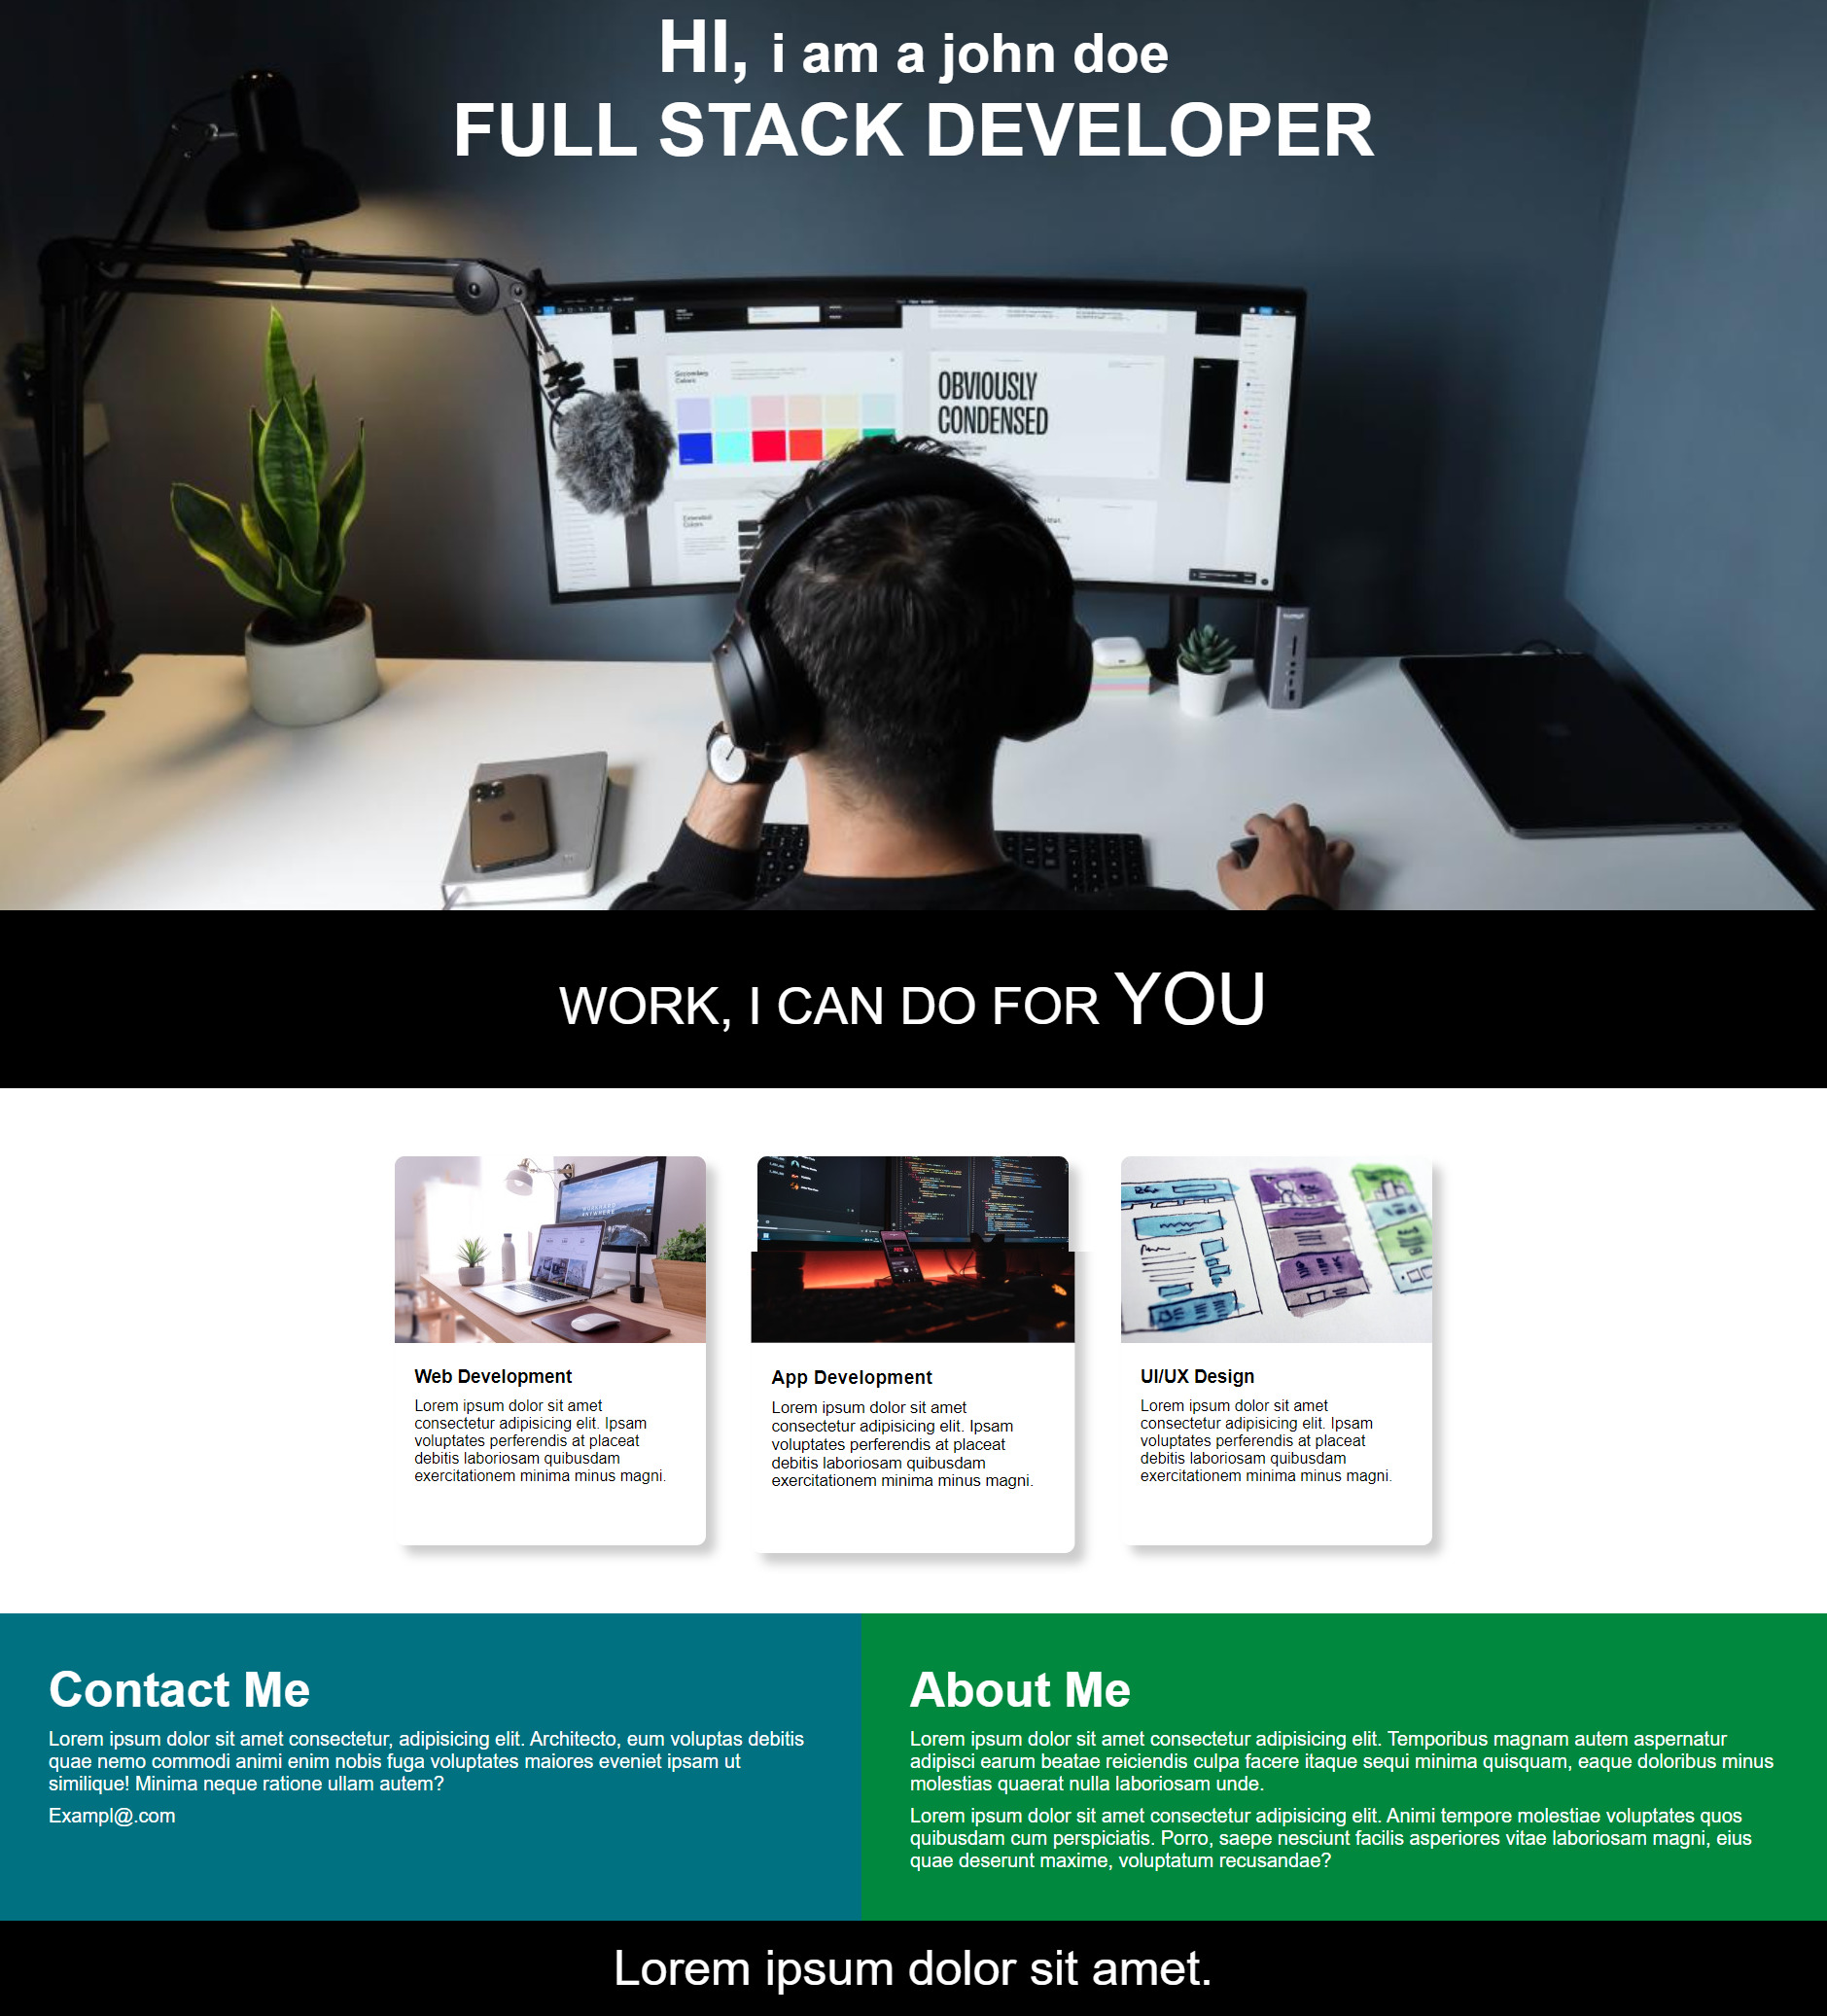 HI, i am a john doe
FULL STACK DEVELOPER
Secondary
Colors
OBVIOUSLY
CONDENSED
Extended
Colors
WORK, I CAN DO FOR YOU
Web Development
Lorem ipsum dolor sit amet
consectetur adipisicing elit. Ipsam
voluptates perferendis at placeat
debitis laboriosam quibusdam
exercitationem minima minus magni.
App Development
Lorem ipsum dolor sit amet
consectetur adipisicing elit. Ipsam
voluptates perferendis at placeat
debitis laboriosam quibusdam
exercitationem minima minus magni.
UI/UX Design
Lorem ipsum dolor sit amet
consectetur adipisicing elit. Ipsam
voluptates perferendis at placeat
debitis laboriosam quibusdam
exercitationem minima minus magni.
Contact Me
Lorem ipsum dolor sit amet consectetur, adipisicing elit. Architecto, eum voluptas debitis
quae nemo commodi animi enim nobis fuga voluptates maiores eveniet ipsam ut
similique! Minima neque ratione ullam autem?
Exampl@.com
About Me
Lorem ipsum dolor sit amet consectetur adipisicing elit. Temporibus magnam autem aspernatur
adipisci earum beatae reiciendis culpa facere itaque sequi minima quisquam, eaque doloribus minus
molestias quaerat nulla laboriosam unde.
Lorem ipsum dolor sit amet consectetur adipisicing elit. Animi tempore molestiae voluptates quos
quibusdam cum perspiciatis. Porro, saepe nesciunt facilis asperiores vitae laboriosam magni, eius
quae deserunt maxime, voluptatum recusandae?
Lorem ipsum dolor sit amet.